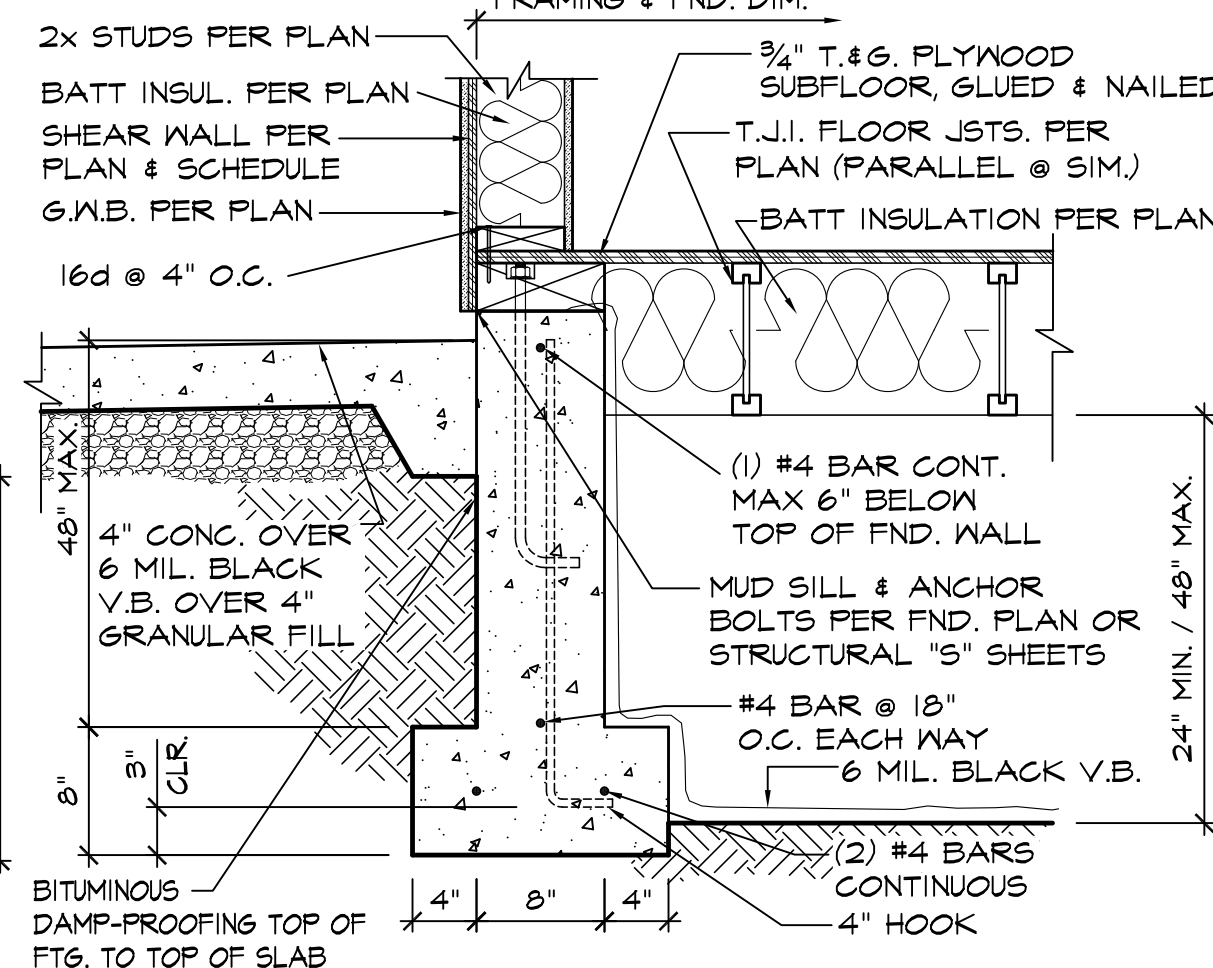 FRAMING & FND. DIM.
2x STUDS PER PLAN
BATT INSUL. PER PLAN
SHEAR WALL PER
PLAN & SCHEDULE
G.W.B. PER PLAN
16d @ 4" O.C.
3/4" T.&G. PLYWOOD
SUBFLOOR, GLUED & NAILED
T.J.I. FLOOR JSTS. PER
PLAN (PARALLEL @ SIM.)
BATT INSULATION PER PLAN
48" MAX.
4" CONC. OVER
6 MIL. BLACK
V.B. OVER 4"
GRANULAR FILL
(1) #4 BAR CONT.
MAX 6" BELOW
TOP OF FND. WALL
MUD SILL & ANCHOR
BOLTS PER FND. PLAN OR
STRUCTURAL "S" SHEETS
#4 BAR @ 18"
O.C. EACH WAY
6 MIL. BLACK V.B.
24" MIN. / 48" MAX.
8"
3"
CLR.
(2) #4 BARS
CONTINUOUS
4" HOOK
BITUMINOUS
DAMP-PROOFING TOP OF
FTG. TO TOP OF SLAB
4"
8"
4"